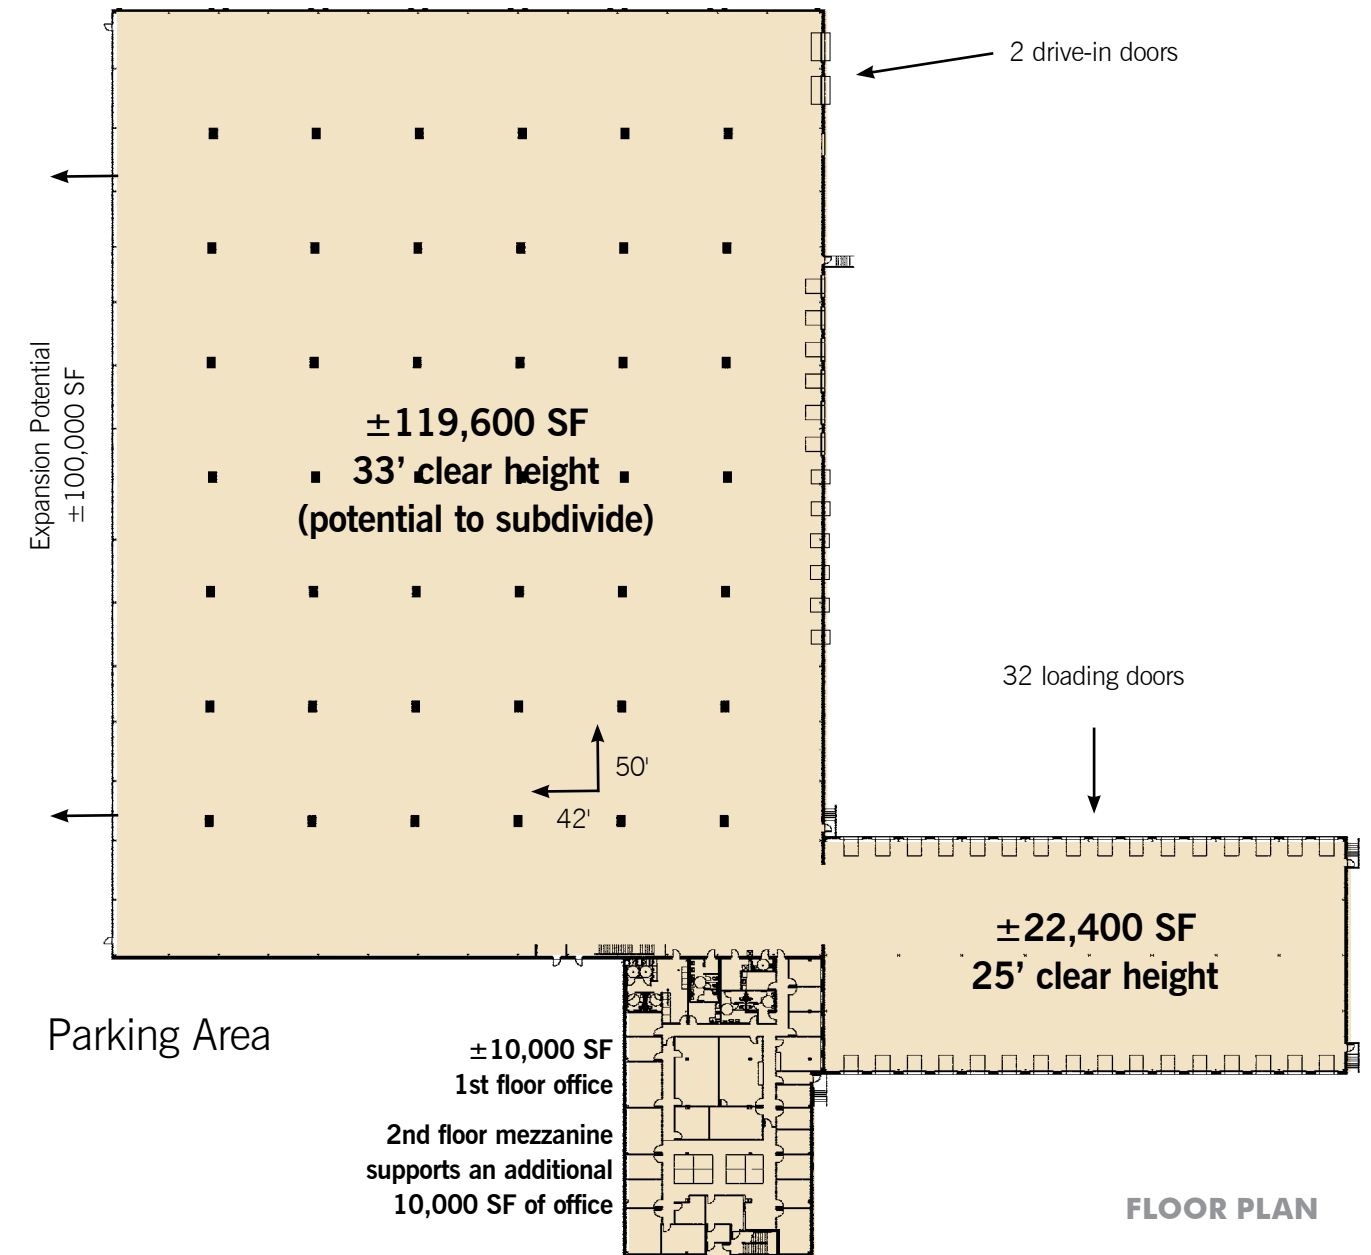 2 drive-in doors
Expansion Potential
±100,000 SF
±119,600 SF
33’ clear height
(potential to subdivide)
32 loading doors
50'
42'
±22,400 SF
25’ clear height
Parking Area
±10,000 SF
1st floor office
2nd floor mezzanine
supports an additional
10,000 SF of office
FLOOR PLAN